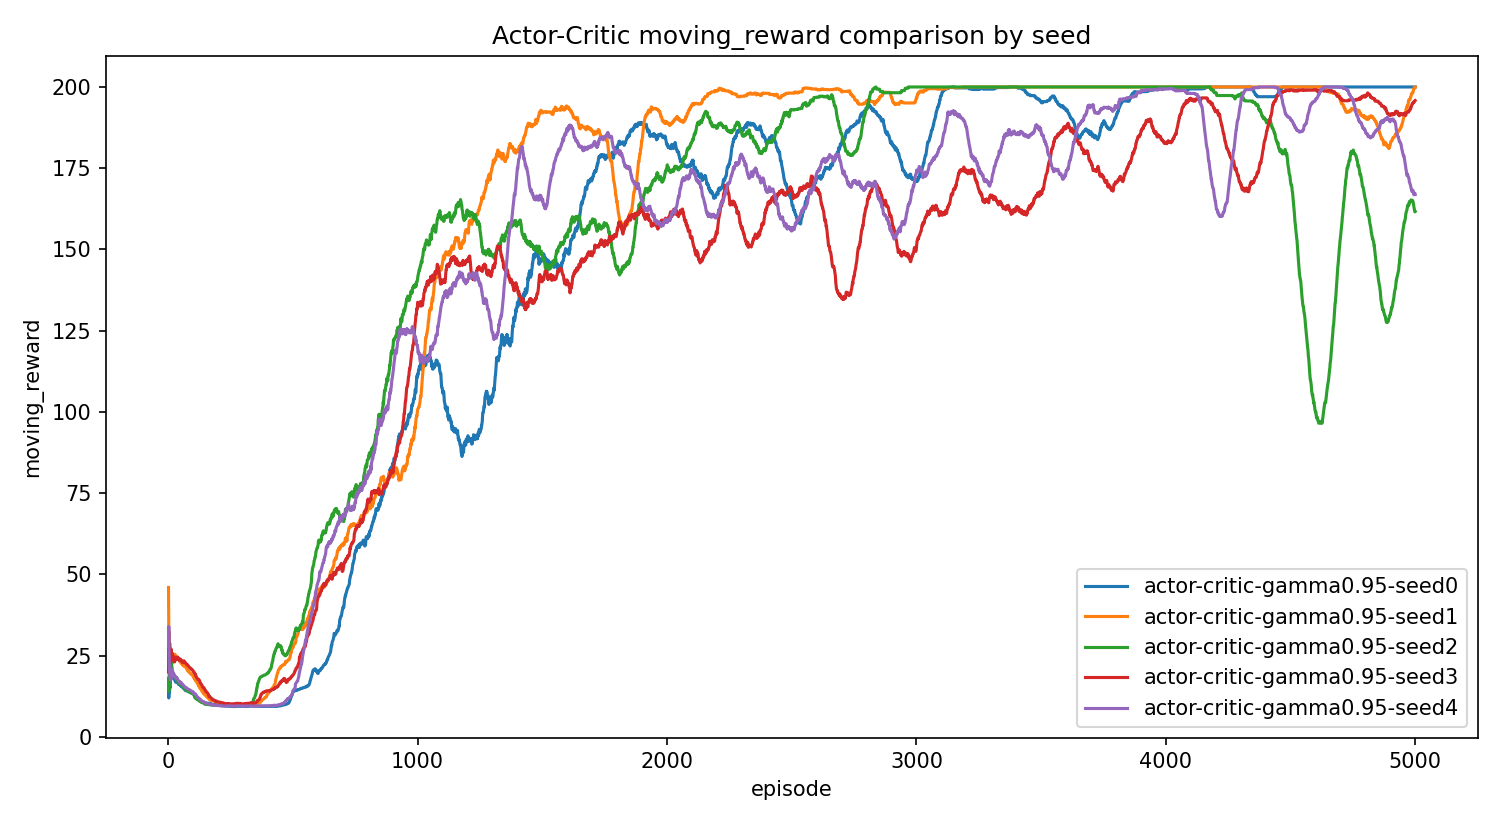 Actor-Critic moving_reward comparison by seed
200
175
150
125
100
75
50
25
0
moving_reward
0 1000 2000 3000 4000 5000
episode
actor-critic-gamma0.95-seed0
actor-critic-gamma0.95-seed1
actor-critic-gamma0.95-seed2
actor-critic-gamma0.95-seed3
actor-critic-gamma0.95-seed4